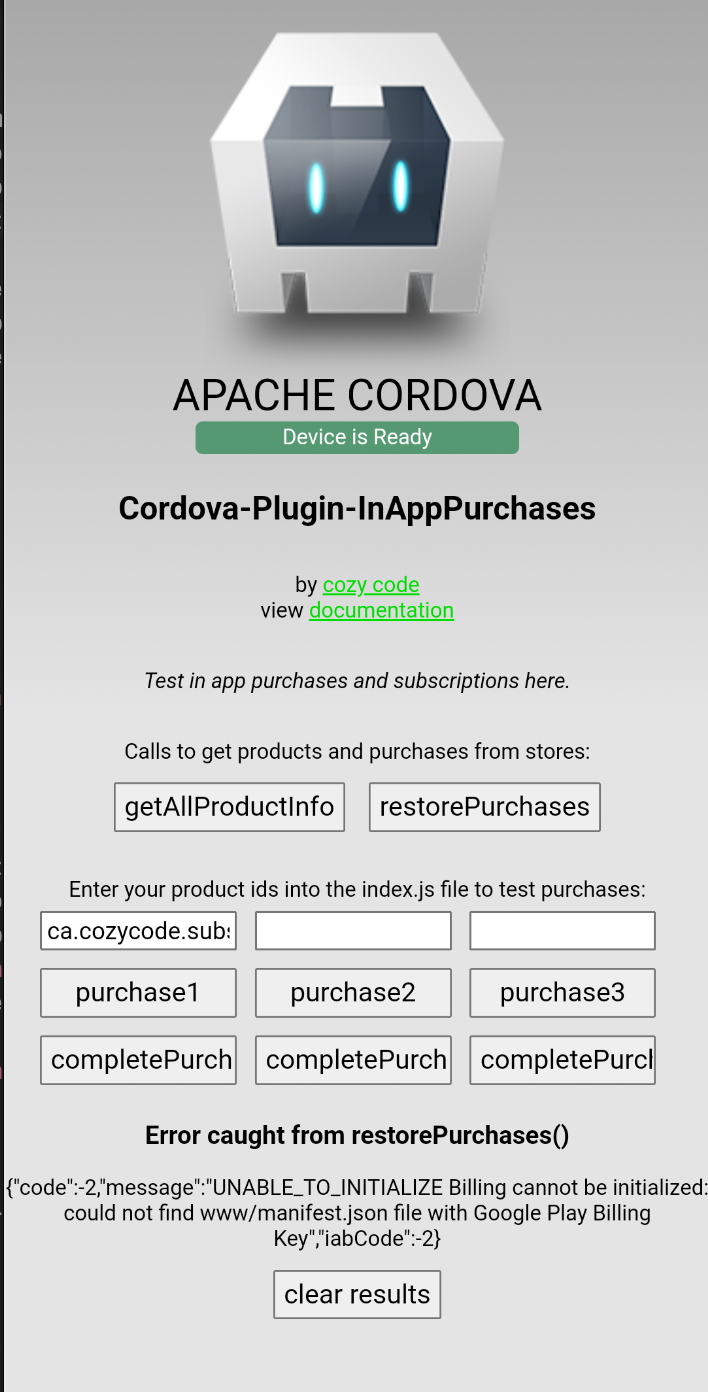 APACHE CORDOVA
Device is Ready
Cordova-Plugin-InAppPurchases
by cozy code
view documentation
Test in app purchases and subscriptions here.
Calls to get products and purchases from stores:
getAllProductInfo restorePurchases
Enter your product ids into the index.js file to test purchases:
ca.cozycode.subs
purchase1 purchase2 purchase3
completePurch completePurch completePurch
Error caught from restorePurchases()
{"code":-2,"message":"UNABLE_TO_INITIALIZE Billing cannot be initialized:
could not find www/manifest.json file with Google Play Billing
Key","iabCode":-2}
clear results